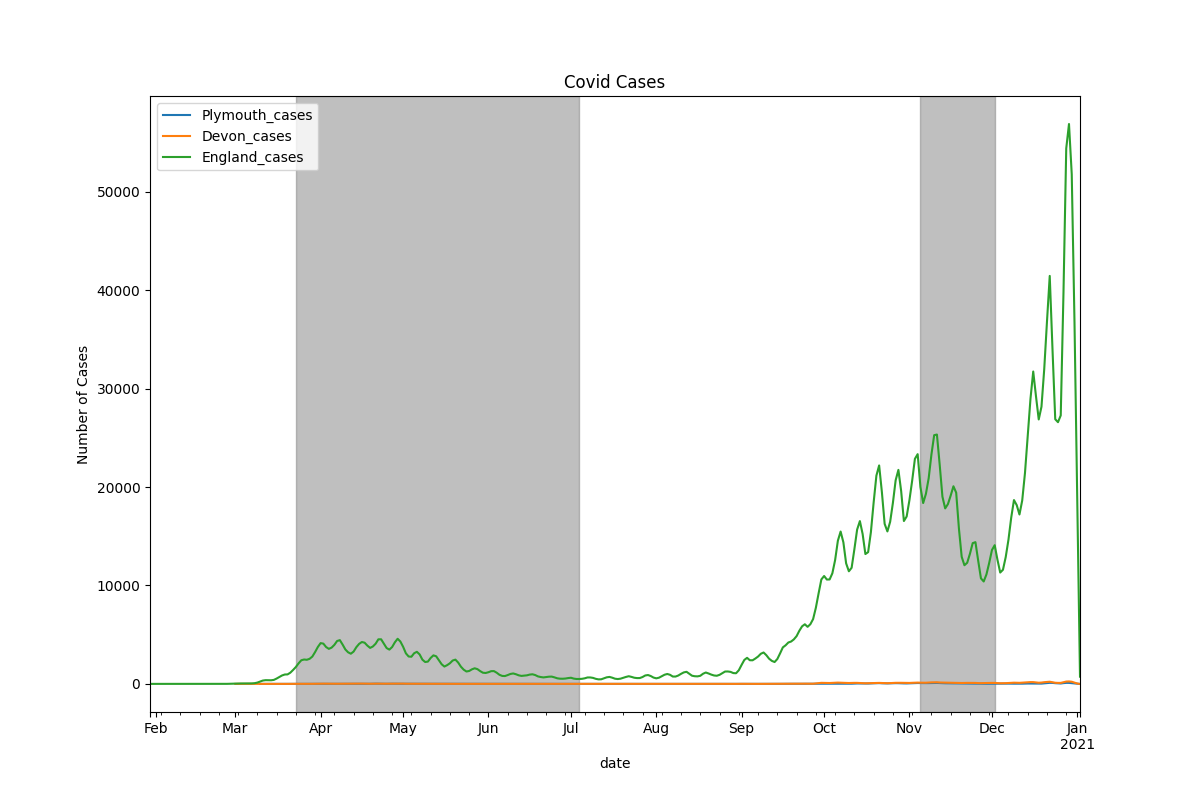 Covid Cases
Plymouth_cases
Devon_cases
England_cases
Number of Cases
50000
40000
30000
20000
10000
0
Feb Mar Apr May Jun Jul Aug Sep Oct Nov Dec Jan
2021
date